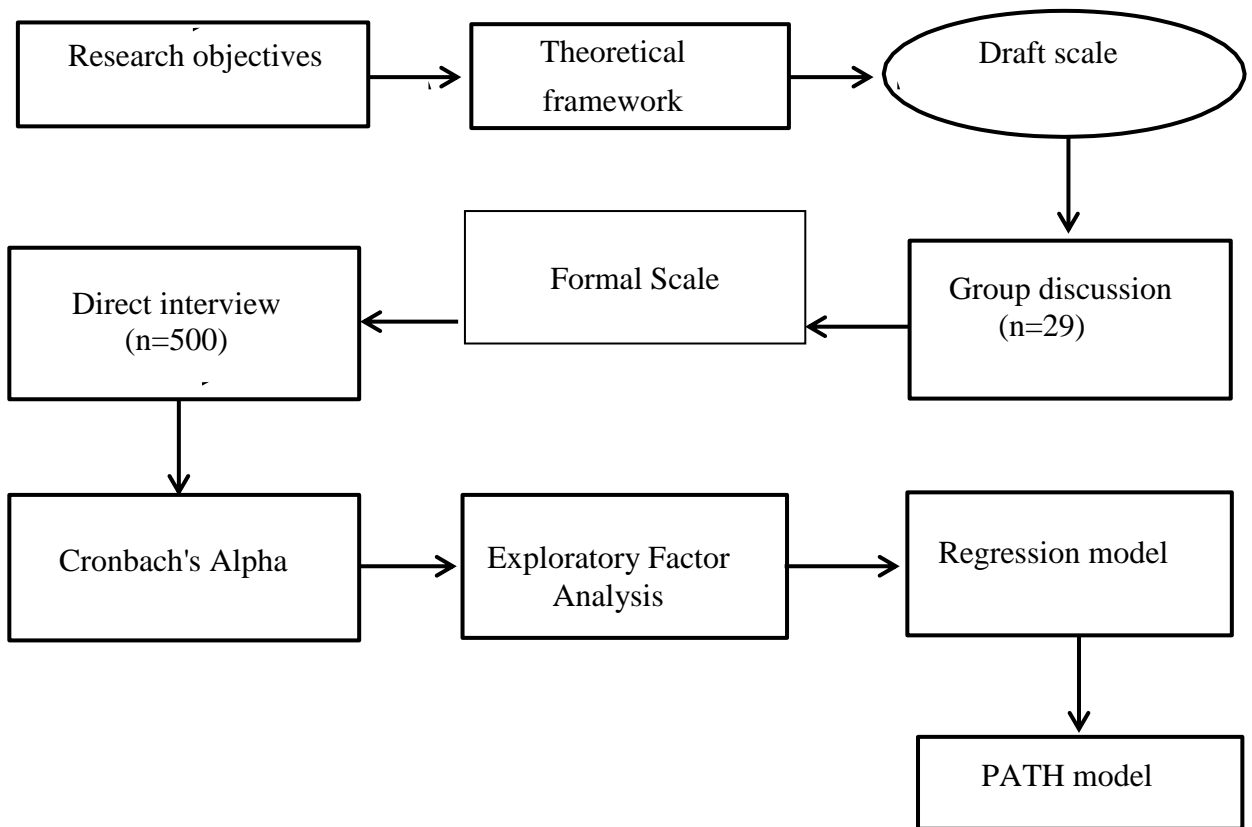 Research objectives
Theoretical
framework
Draft scale
Group discussion
(n=29)
Formal Scale
Direct interview
(n=500)
Cronbach's Alpha
Exploratory Factor
Analysis
Regression model
PATH model